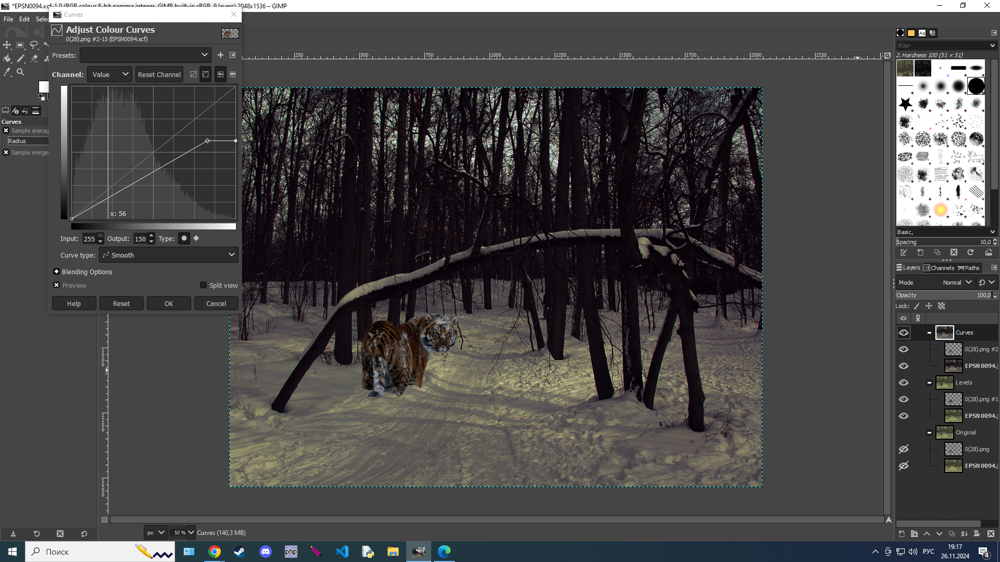 *EPSN0094.xcf-1.0 (RGB colour 8-bit gamma integer, GIMP built-in sRGB, 9 layers) 2048x1536 – GIMP
Curves
File Edit Selec
Adjust Colour Curves
0(28).png #2-15 (EPSN0094.xcf)
Presets:
Channel: Value Reset Channel
x: 56
Input: 255 Output: 150 Type:
Curve type: Smooth
Blending Options
Preview Split view
Help Reset OK Cancel
Curves
Sample averag
Radius
Sample merge
250 500 750 1000 1250 1500 1750 2000 2250
1000
1250
1500
px 50 % Curves (140,3 MB)
Aa
filter
2. Hardness 100 (51 × 51)
Basic,
Spacing 10,0
Layers Channels Paths
Mode Normal
Opacity 100,0
Lock:
Curves
0(28).png #2
EPSN0094.j
Levels
0(28).png #1
EPSN0094.j
Original
0(28).png
EPSN0094.j
Поиск
php
РУС
19:17
26.11.2024
4